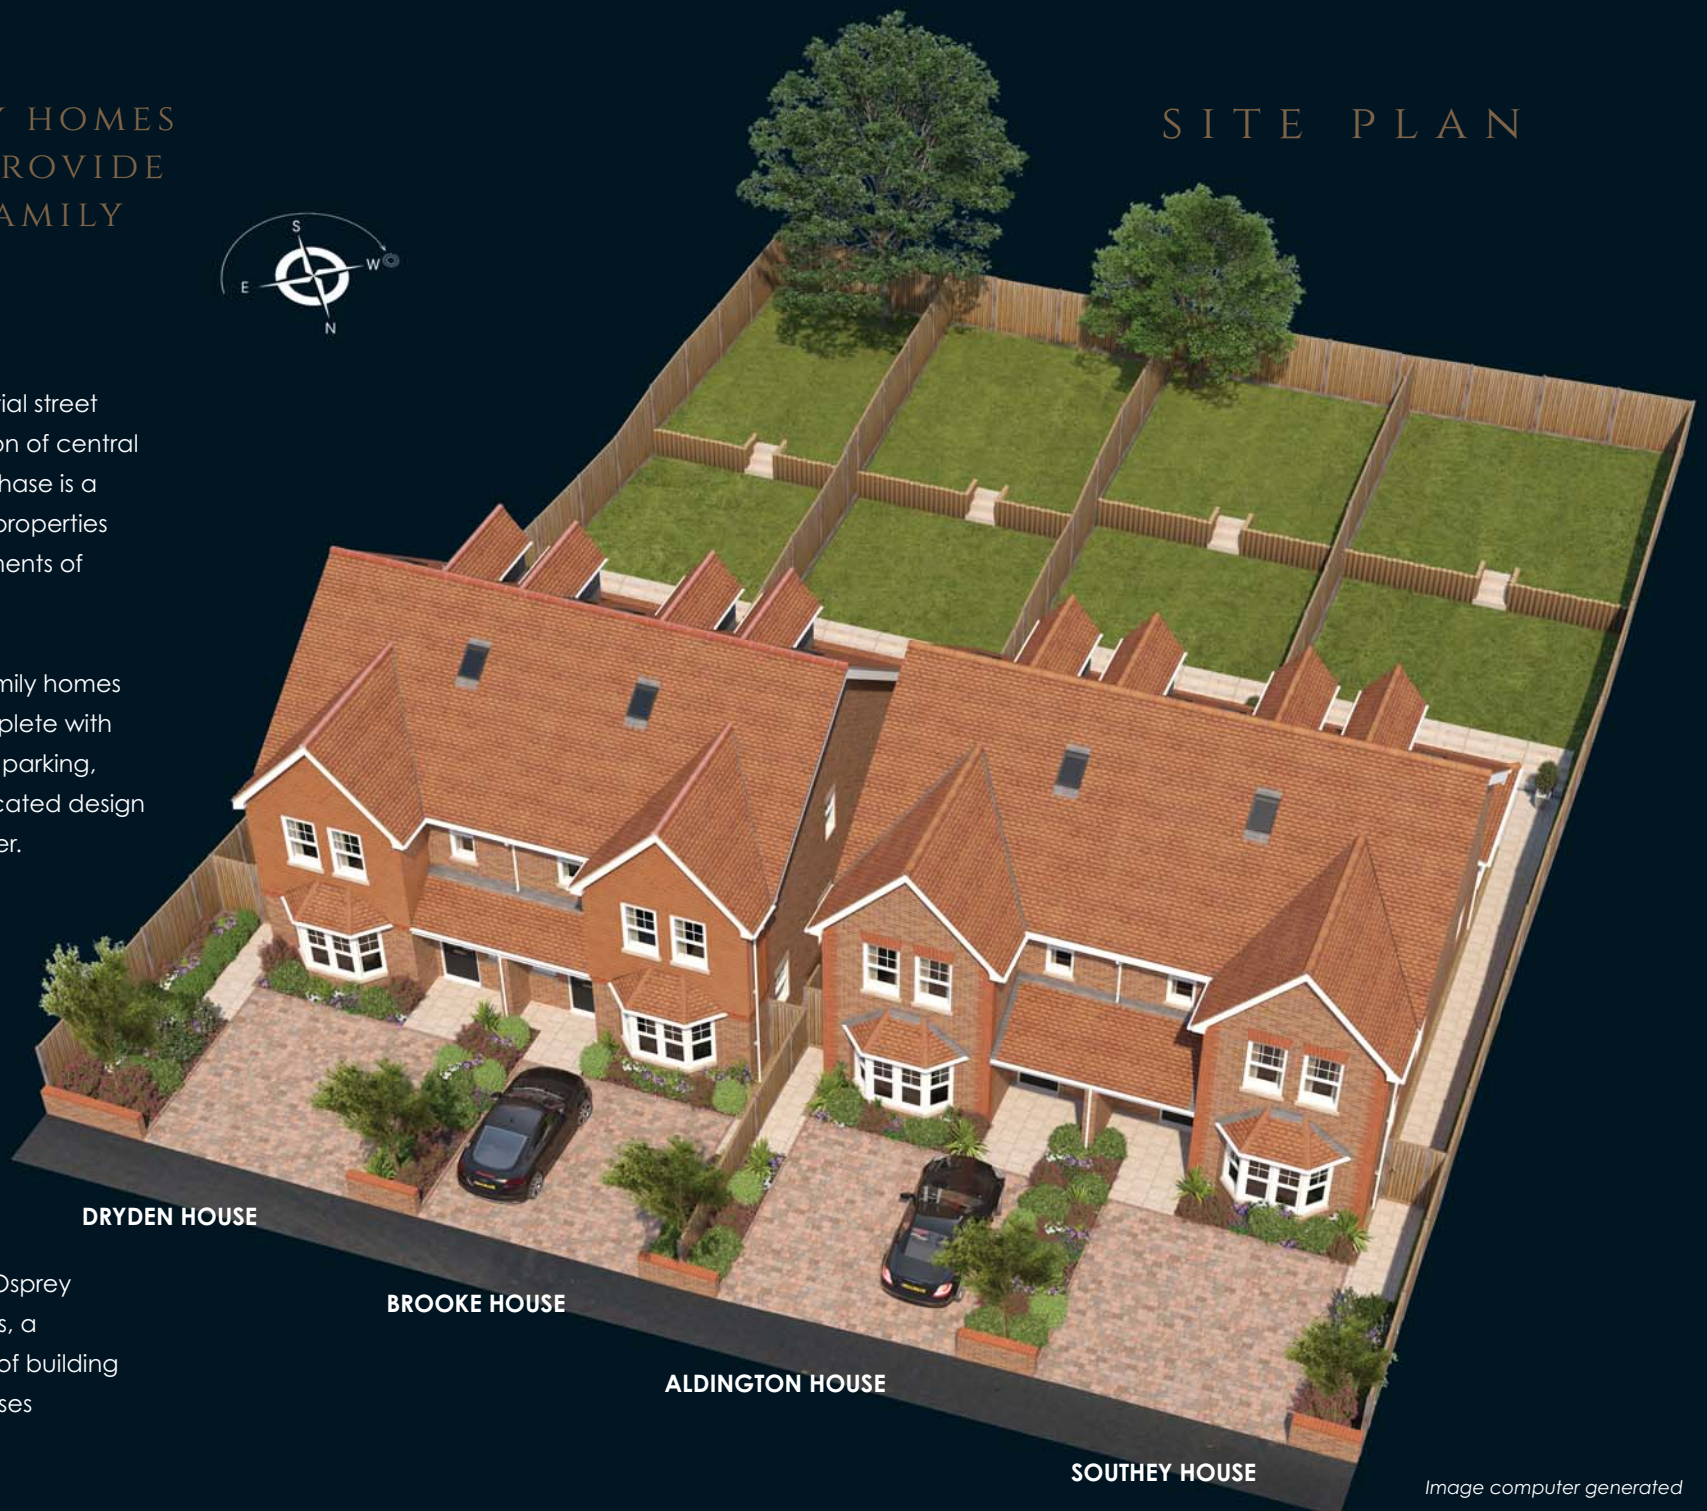 Y HOMES
ROVIDE
AMILY
SITE PLAN
S
W
E
N
ial street
on of central
hase is a
properties
ments of
mily homes
plete with
parking,
cated design
er.
DRYDEN HOUSE
BROOKE HOUSE
ALDINGTON HOUSE
SOUTHEY HOUSE
Osprey
s, a
of building
ses
Image computer generated